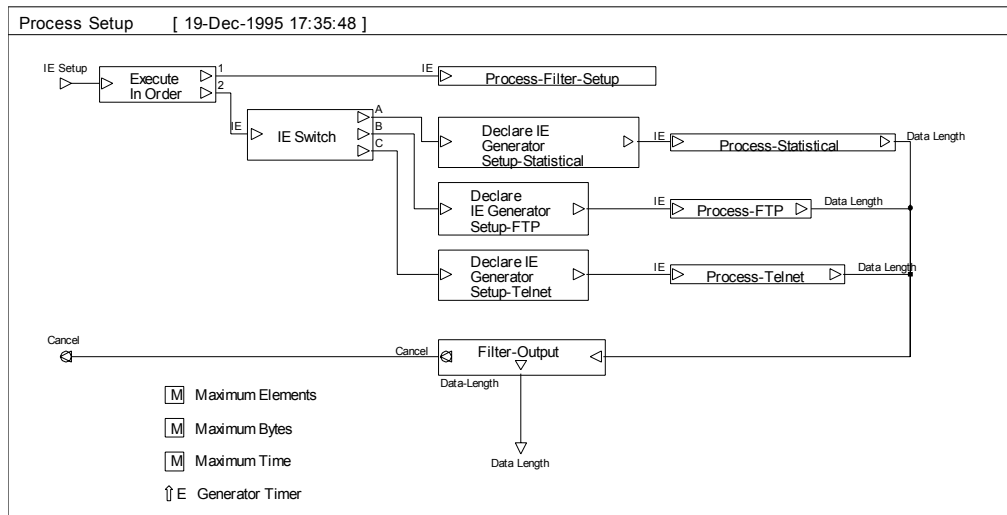 Process Setup [ 19-Dec-1995 17:35:48 ]
IE Setup
Execute
In Order
1
2
IE
Process-Filter-Setup
IE
IE Switch
A
B
C
Declare IE
Generator
Setup-Statistical
IE
Process-Statistical
Data Length
Declare
IE Generator
Setup-FTP
IE
Process-FTP
Data Length
Declare IE
Generator
Setup-Telnet
IE
Process-Telnet
Data Length
Cancel
Cancel
Filter-Output
Data-Length
Data Length
M Maximum Elements
M Maximum Bytes
M Maximum Time
⇧ E Generator Timer